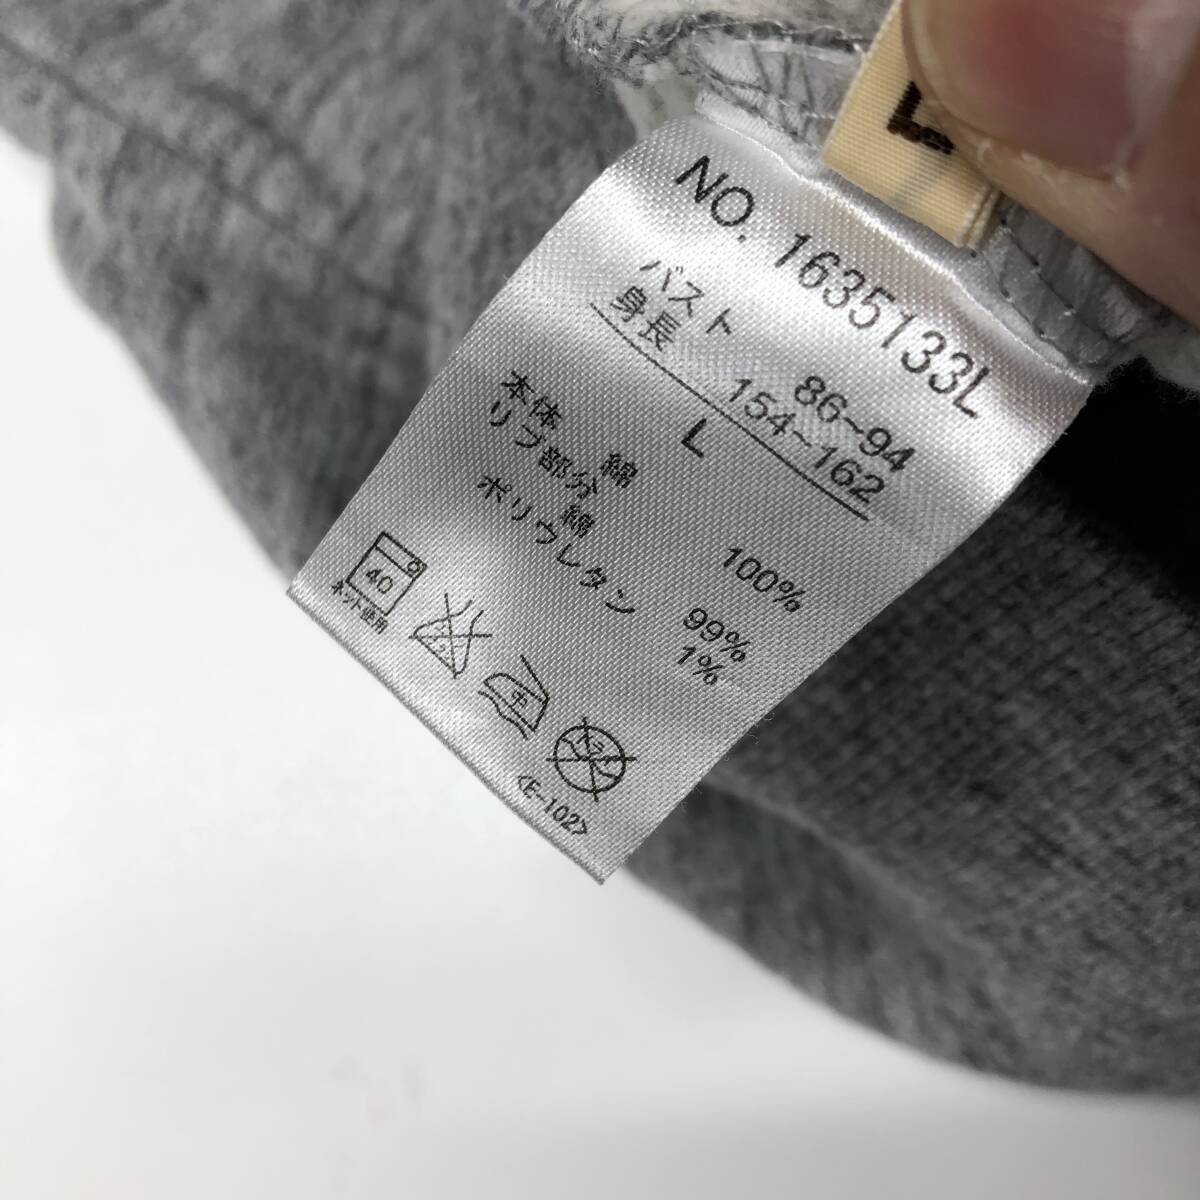 L
NO. 1635133L
バスト 86~94
身長 154~162
L
本体 綿 100%
リブ部分 綿 99%
ポリウレタン 1%
40
ネット使用
中
<E-102>